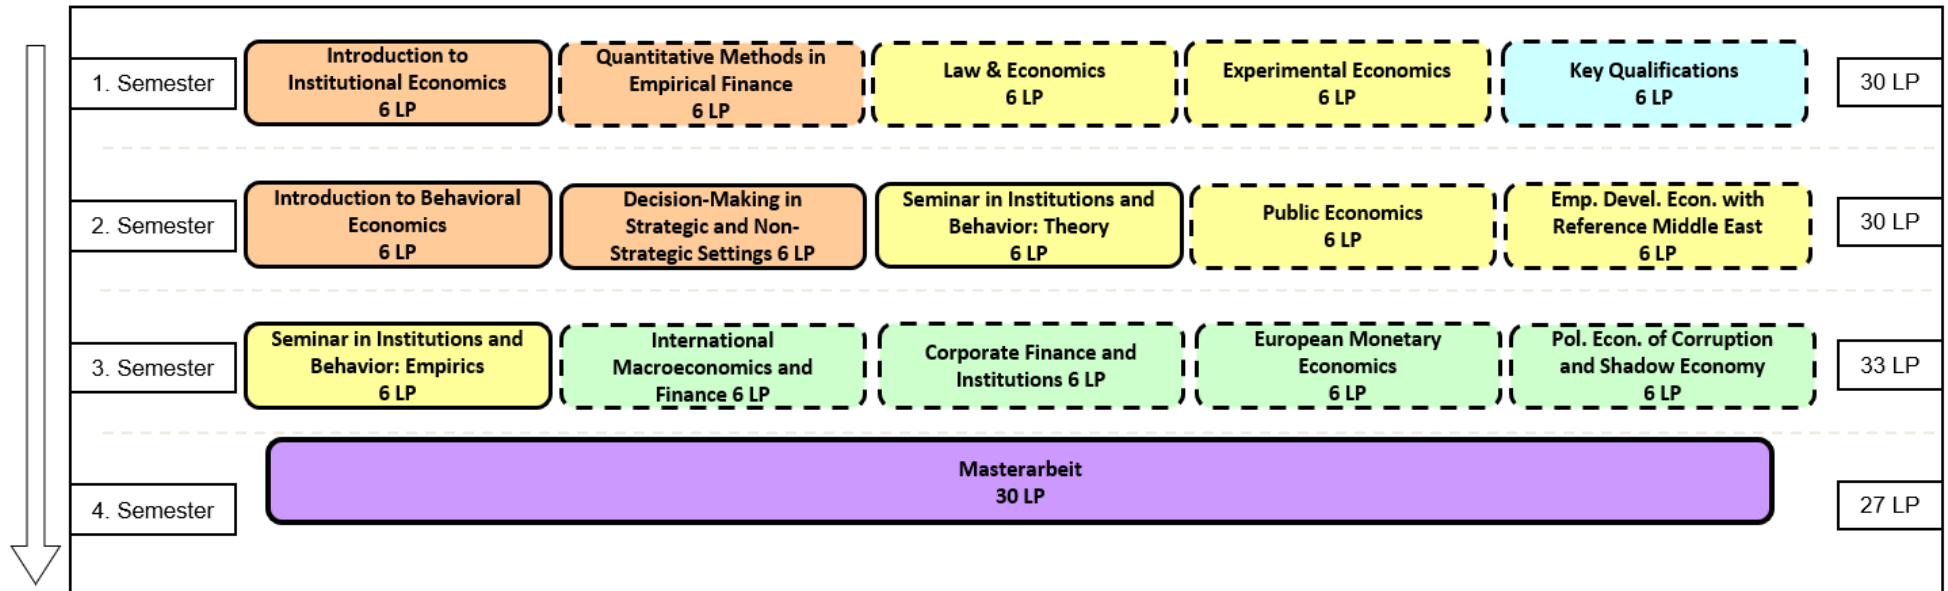 1. Semester
Introduction to
Institutional Economics
6 LP
Quantitative Methods in
Empirical Finance
6 LP
Law & Economics
6 LP
Experimental Economics
6 LP
Key Qualifications
6 LP
30 LP
2. Semester
Introduction to Behavioral
Economics
6 LP
Decision-Making in
Strategic and Non-
Strategic Settings 6 LP
Seminar in Institutions and
Behavior: Theory
6 LP
Public Economics
6 LP
Emp. Devel. Econ. with
Reference Middle East
6 LP
30 LP
3. Semester
Seminar in Institutions and
Behavior: Empirics
6 LP
International
Macroeconomics and
Finance 6 LP
Corporate Finance and
Institutions 6 LP
European Monetary
Economics
6 LP
Pol. Econ. of Corruption
and Shadow Economy
6 LP
33 LP
4. Semester
Masterarbeit
30 LP
27 LP